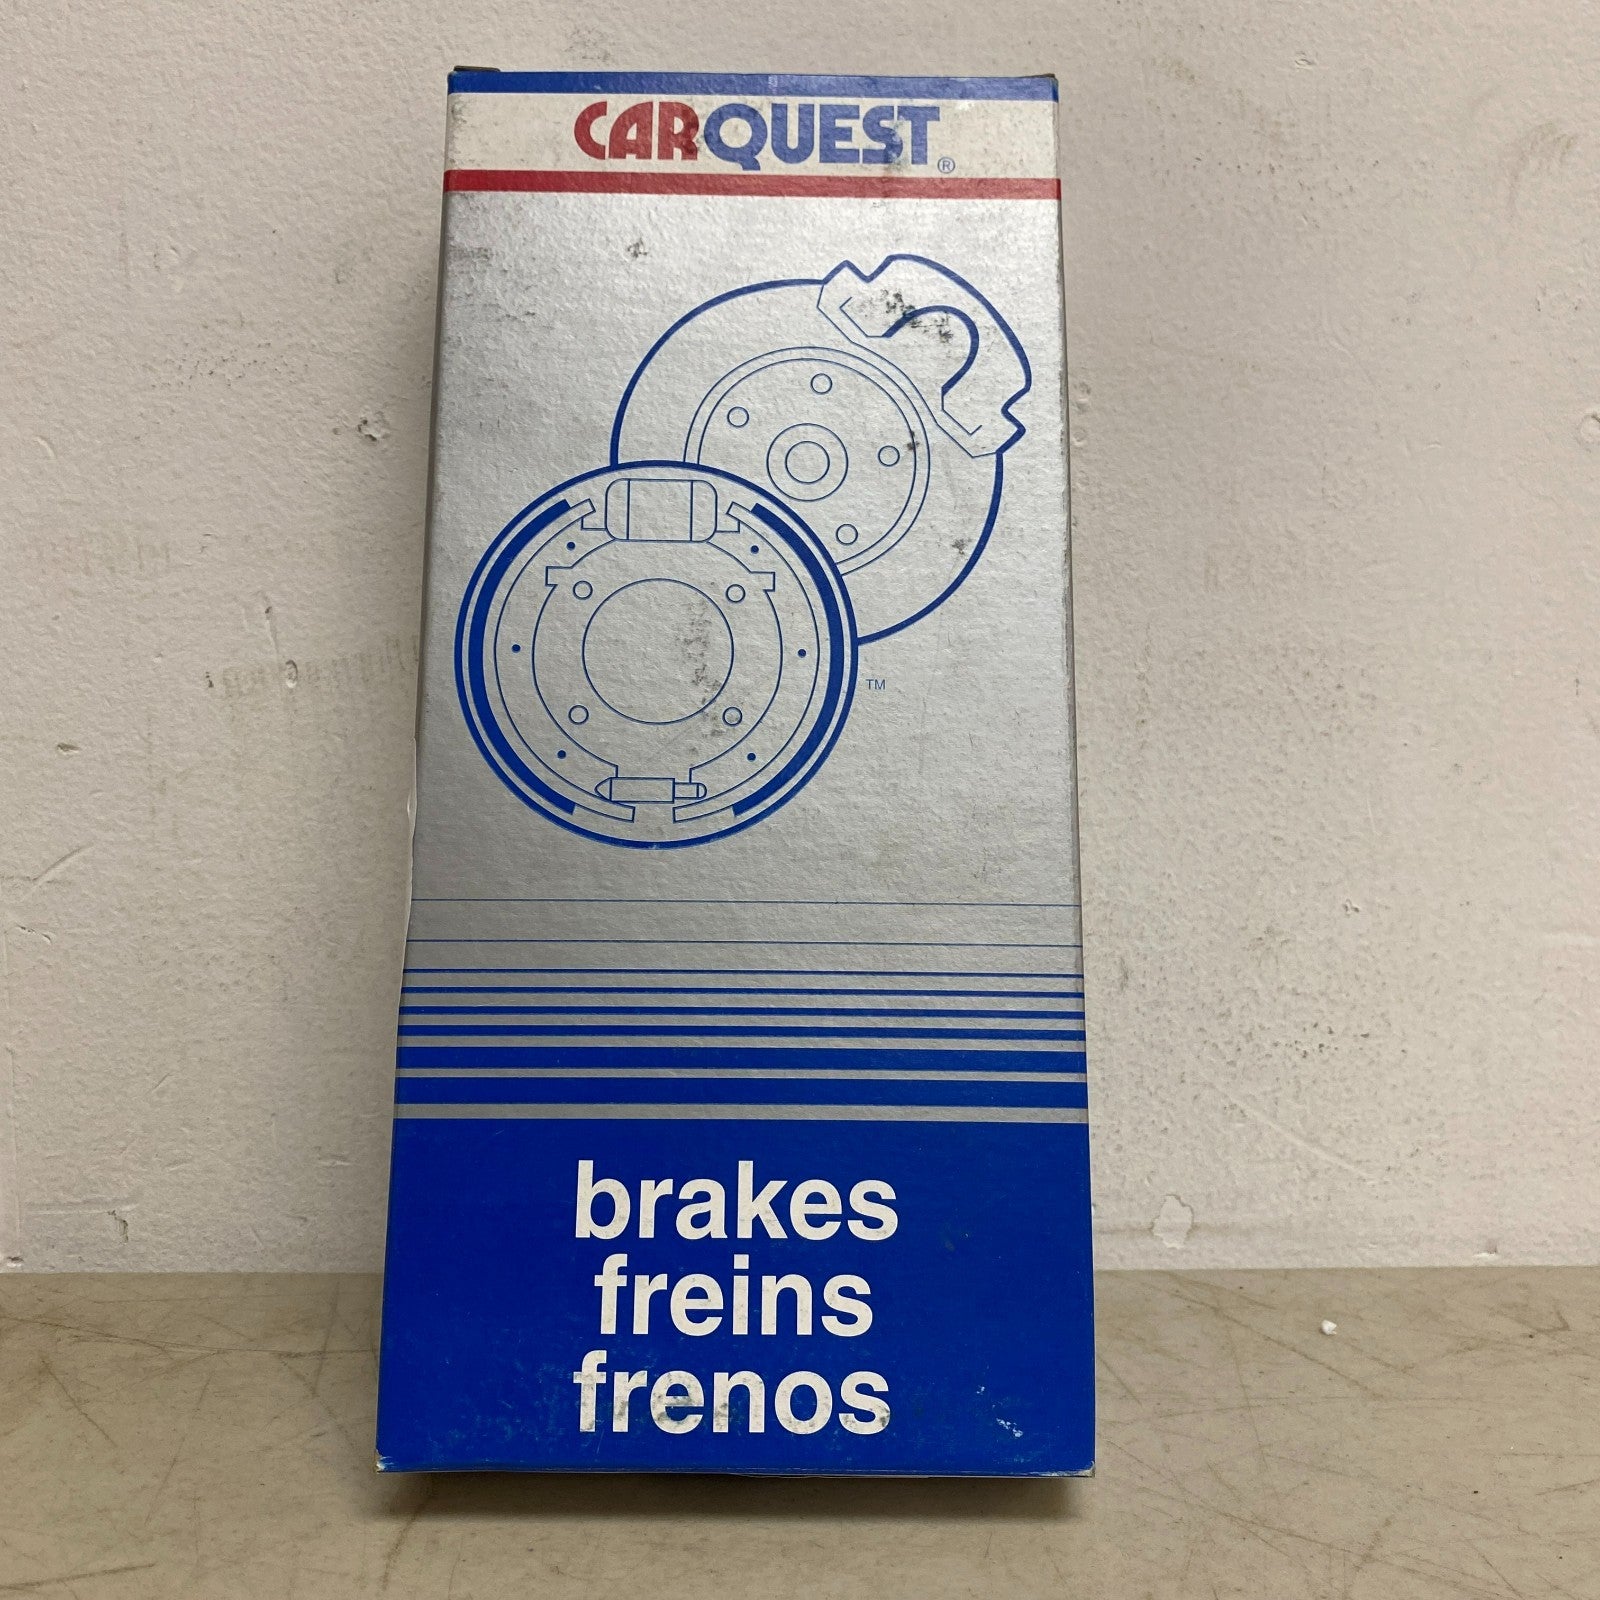 CARQUEST®
TM
brakes
freins
frenos